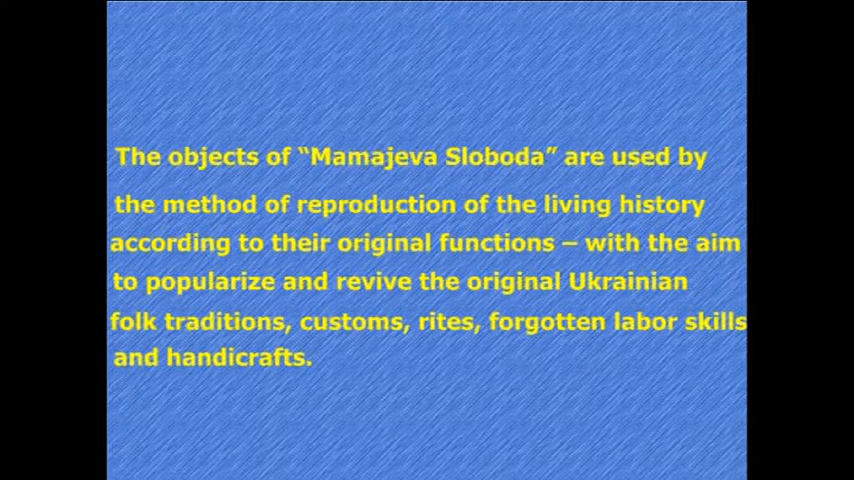 The objects of “Mamajeva Sloboda” are used by
the method of reproduction of the living history
according to their original functions – with the aim
to popularize and revive the original Ukrainian
folk traditions, customs, rites, forgotten labor skills
and handicrafts.